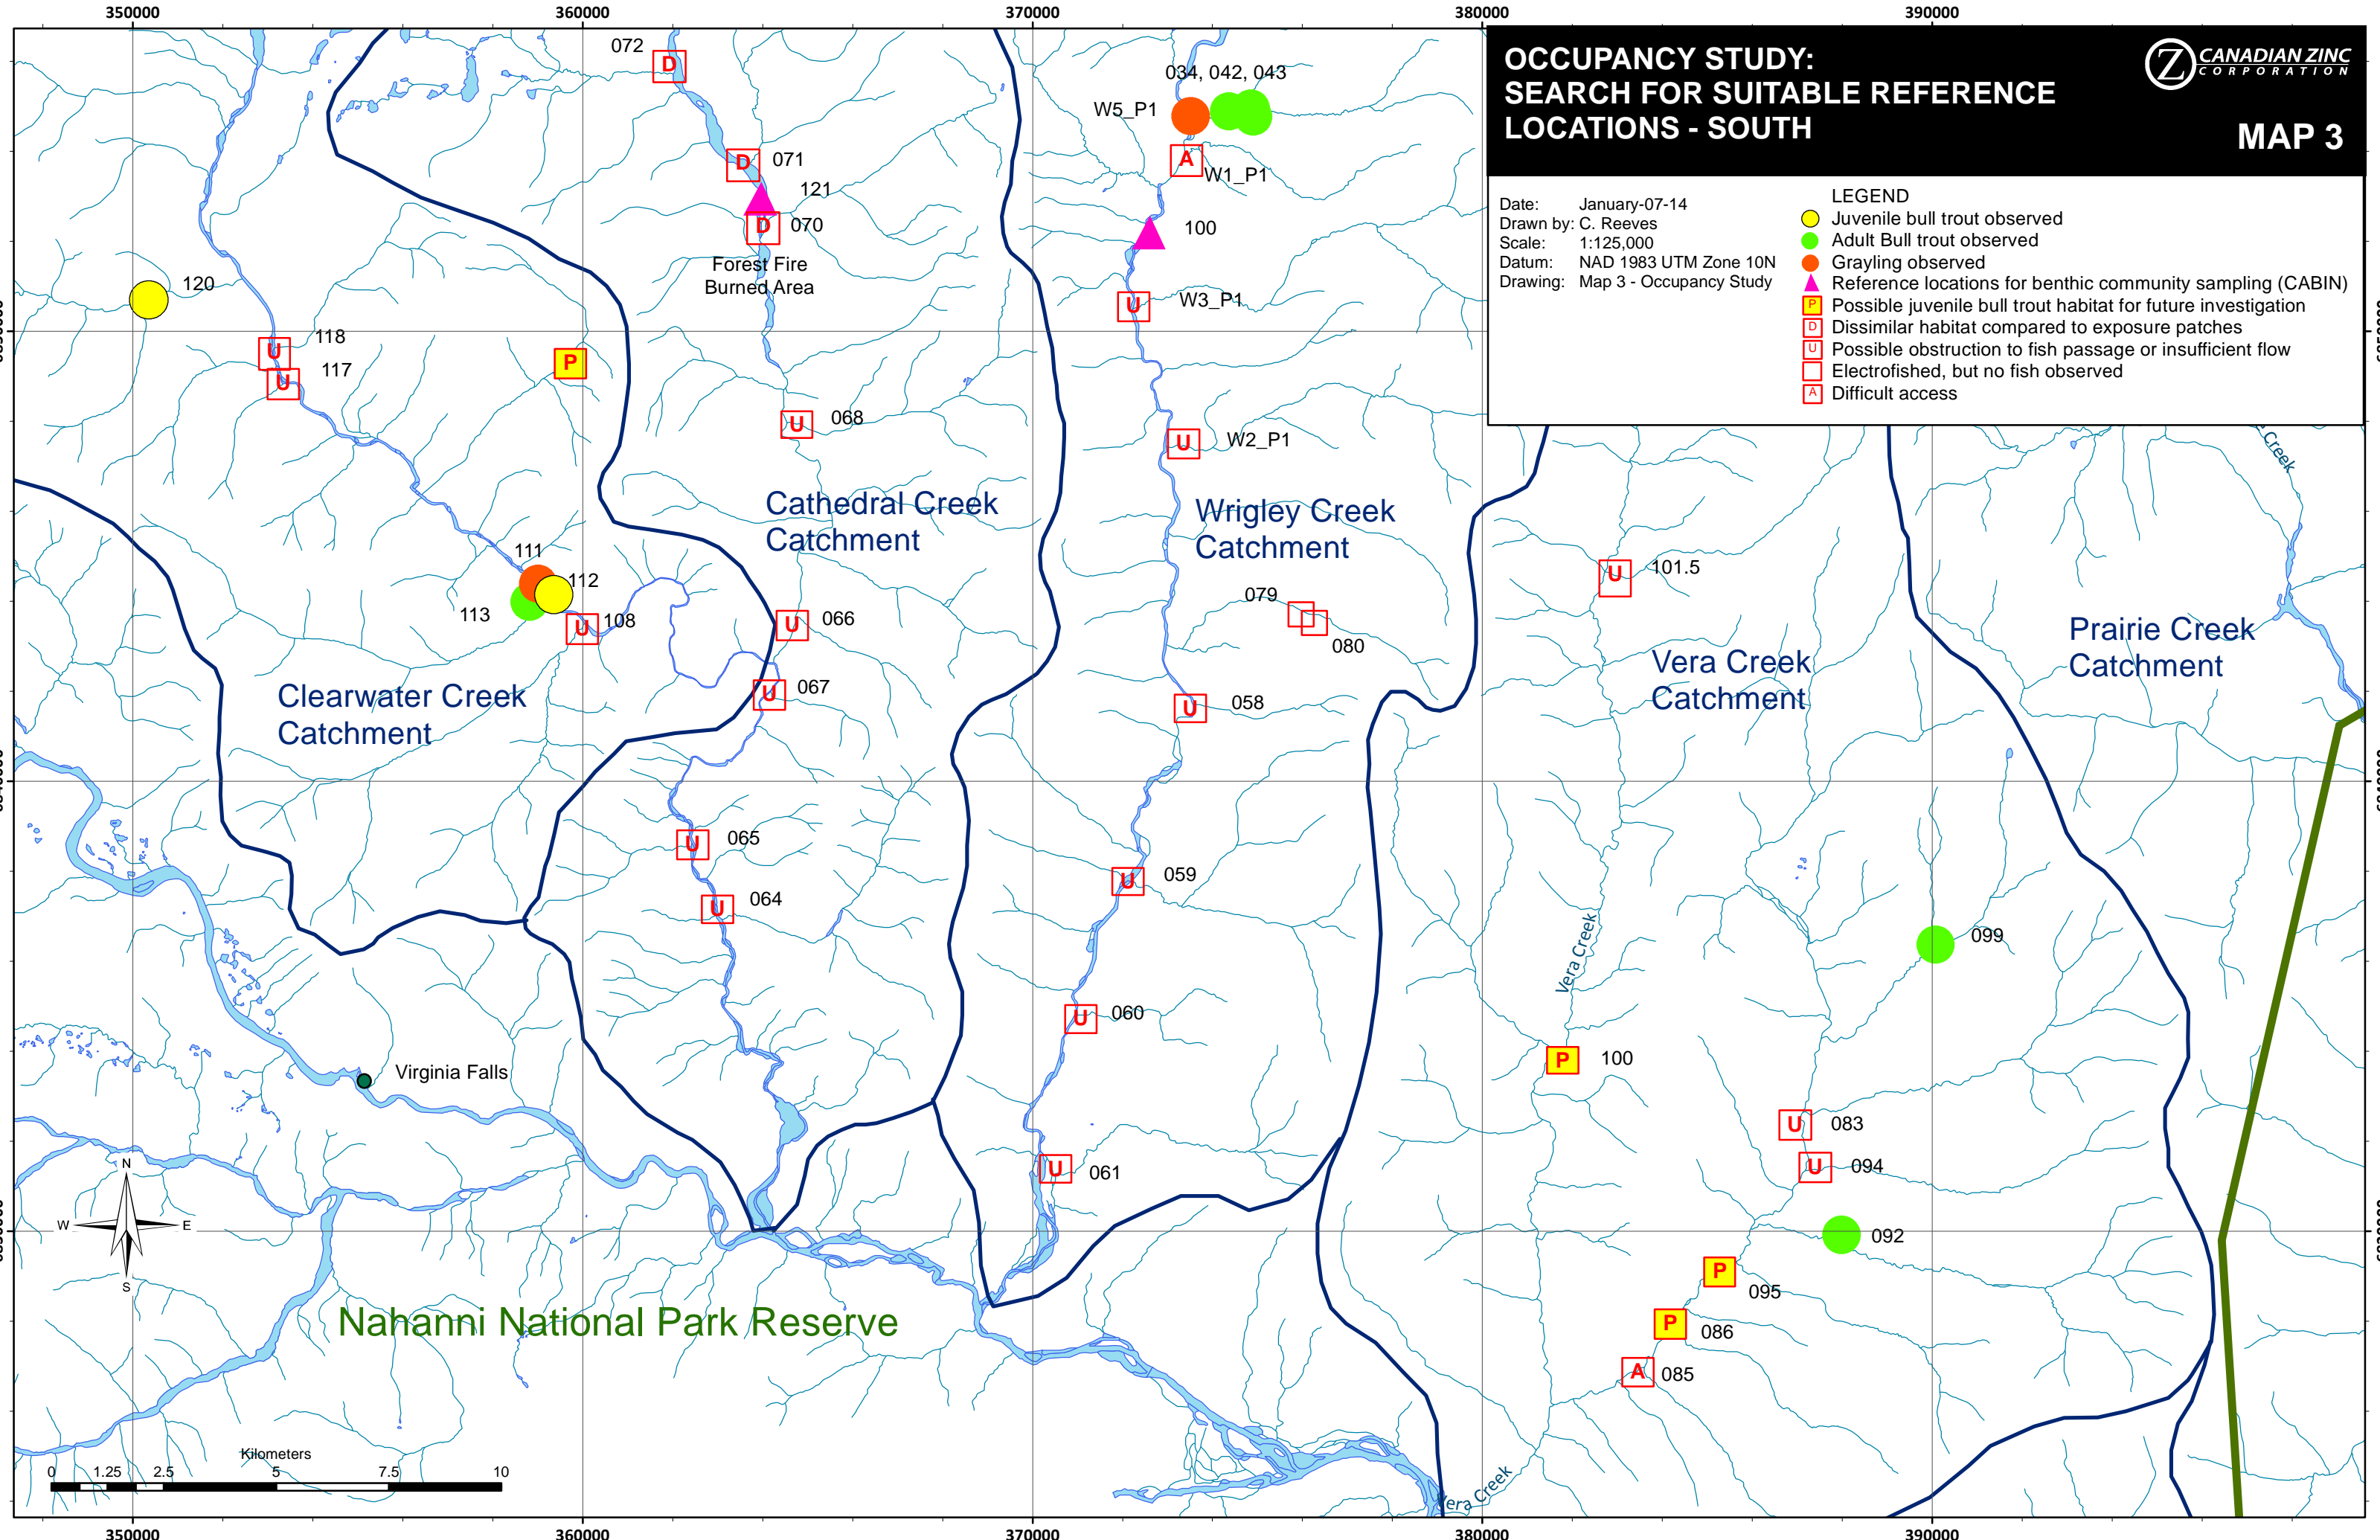 350000
360000
370000
380000
390000
OCCUPANCY STUDY:
SEARCH FOR SUITABLE REFERENCE
LOCATIONS - SOUTH
Z
CANADIAN ZINC
CORPORATION
MAP 3
Date: January-07-14
Drawn by: C. Reeves
Scale: 1:125,000
Datum: NAD 1983 UTM Zone 10N
Drawing: Map 3 - Occupancy Study
LEGEND
Juvenile bull trout observed
Adult Bull trout observed
Grayling observed
Reference locations for benthic community sampling (CABIN)
P Possible juvenile bull trout habitat for future investigation
D Dissimilar habitat compared to exposure patches
U Possible obstruction to fish passage or insufficient flow
Electrofished, but no fish observed
A Difficult access
072
D
034, 042, 043
W5_P1
D
071
A
W1_P1
121
D
070
100
Forest Fire
Burned Area
120
U
W3_P1
U
118
U
117
P
U
068
U
W2_P1
Creek
Cathedral Creek
Catchment
Wrigley Creek
Catchment
111
112
113
U
108
U
101.5
079
080
U
066
Prairie Creek
Catchment
Vera Creek
Catchment
Clearwater Creek
Catchment
U
067
U
058
U
065
U
059
U
064
Vera Creek
099
U
060
P
100
Virginia Falls
U
083
U
061
U
094
N
W
E
S
092
P
095
Nahanni National Park Reserve
P
086
A
085
Kilometers
0
1.25
2.5
5
7.5
10
Vera Creek
350000
360000
370000
380000
390000